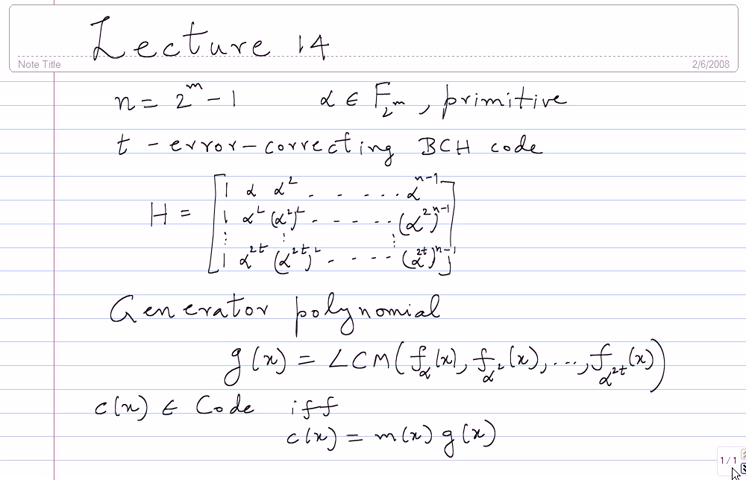 Lecture 14
Note Title 2/6/2008
n = 2^m - 1 α ∈ F_{2^m}, primitive
t - error-correcting BCH code
H = [ 1 α α^2 . . . . . . α^{n-1}
1 α^2 (α^2)^2 . . . . . . (α^2)^{n-1}
⋮ ⋮ ⋮
1 α^{2t} (α^{2t})^2 . . . . . (α^{2t})^{n-1} ]
Generator polynomial
g(x) = LCM(f_α(x), f_{α^2}(x), ..., f_{α^{2t}}(x))
c(x) ∈ Code iff
c(x) = m(x) g(x)
1/1